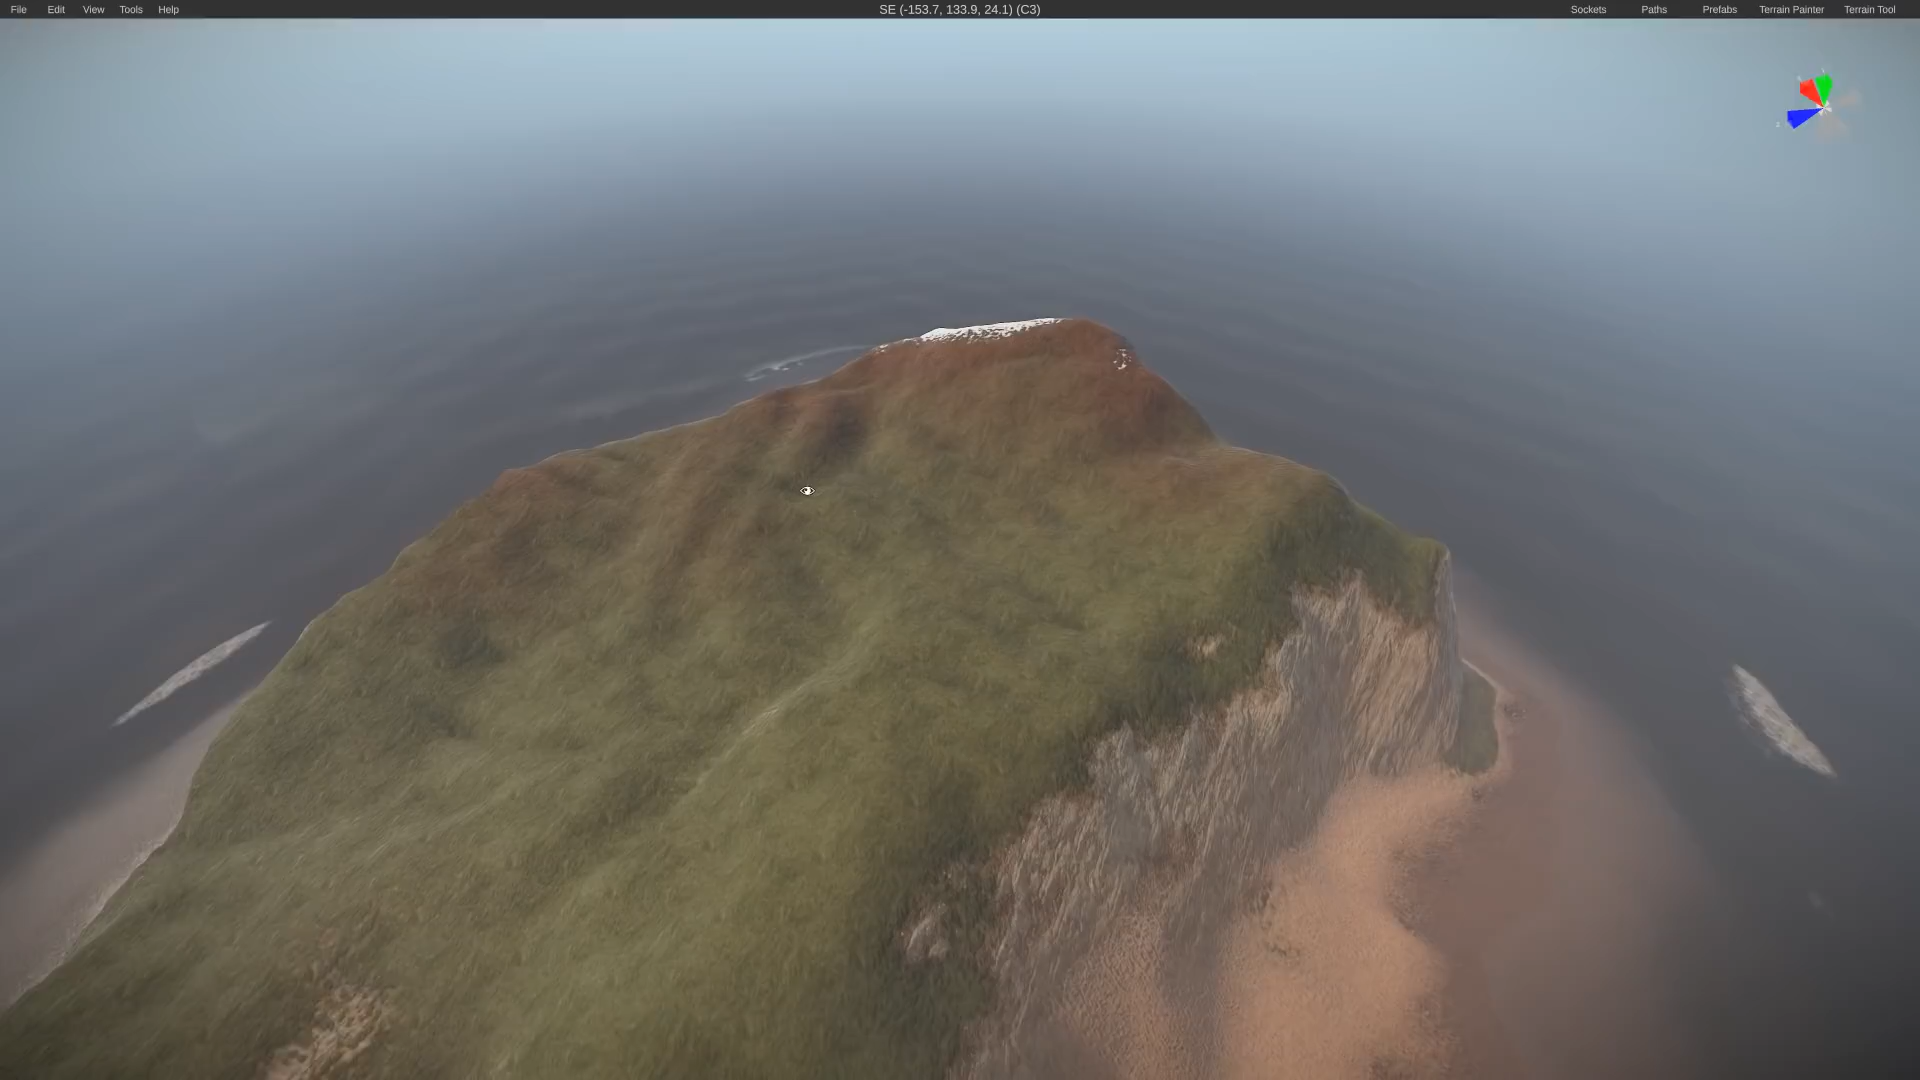 File Edit View Tools Help SE (-153.7, 133.9, 24.1) (C3) Sockets Paths Prefabs Terrain Painter Terrain Tool